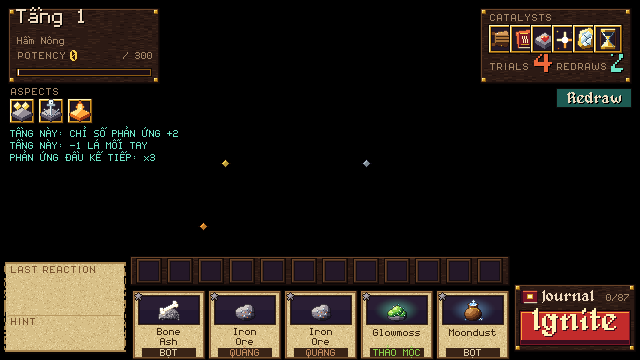 Tầng 1
Hầm Nông
POTENCY 0 / 300
ASPECTS
TẦNG NÀY: CHỈ SỐ PHẢN ỨNG +2
TẦNG NÀY: -1 LÁ MỖI TAY
PHẢN ỨNG ĐẦU KẾ TIẾP: x3
CATALYSTS
TRIALS 4 REDRAWS 2
Redraw
LAST REACTION
HINT
Bone Ash
BỘT
Iron Ore
QUẶNG
Iron Ore
QUẶNG
Glowmoss
THẢO MỘC
Moondust
BỘT
Journal 0/87
Ignite